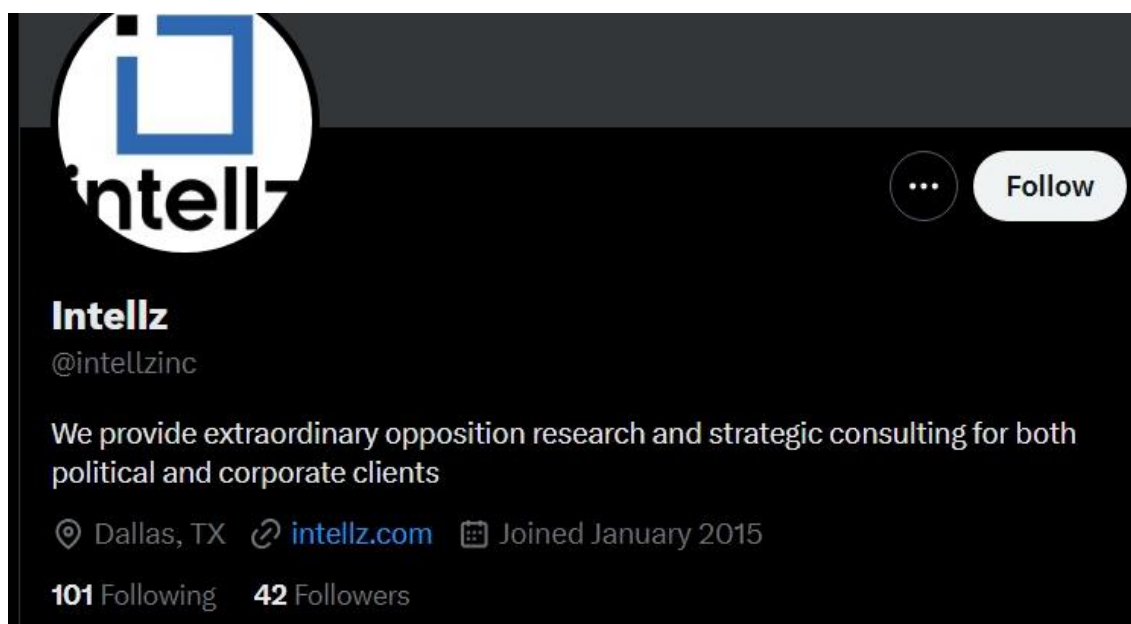 intellz
Follow
Intellz
@intellzinc
We provide extraordinary opposition research and strategic consulting for both
political and corporate clients
Dallas, TX intellz.com Joined January 2015
101 Following 42 Followers